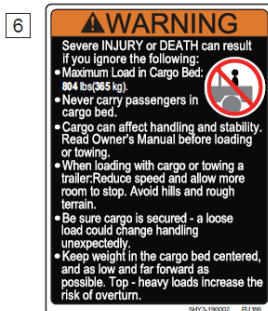 6
WARNING
Severe INJURY or DEATH can result
if you ignore the following:
•Maximum Load in Cargo Bed:
804 lbs(365 kg).
•Never carry passengers in
cargo bed.
•Cargo can affect handling and stability.
Read Owner's Manual before loading
or towing.
•When loading with cargo or towing a
trailer:Reduce speed and allow more
room to stop. Avoid hills and rough
terrain.
•Be sure cargo is secured - a loose
load could change handling
unexpectedly.
•Keep weight in the cargo bed centered,
and as low and far forward as
possible. Top - heavy loads increase the
risk of overturn.
5HY3-190002 EU 186